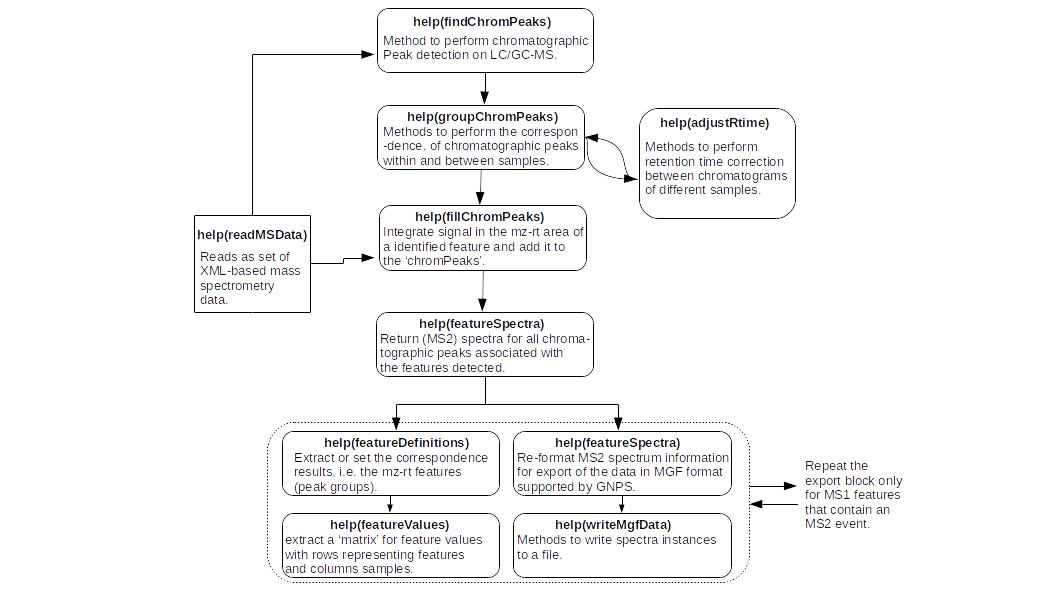 help(findChromPeaks)
Method to perform chromatographic
Peak detection on LC/GC-MS.
help(groupChromPeaks)
Methods to perform the correspon
-dence, of chromatographic peaks
within and between samples.
help(adjustRtime)
Methods to perform
retention time correction
between chromatograms
of different samples.
help(fillChromPeaks)
Integrate signal in the mz-rt area of
a identified feature and add it to
the ‘chromPeaks’.
help(readMSData)
Reads as set of
XML-based mass
spectrometry
data.
help(featureSpectra)
Return (MS2) spectra for all chroma-
tographic peaks associated with
the features detected.
help(featureDefinitions)
Extract or set the correspondence
results, i.e. the mz-rt features
(peak groups).
help(featureSpectra)
Re-format MS2 spectrum information
for export of the data in MGF format
supported by GNPS.
help(featureValues)
extract a ‘matrix’ for feature values
with rows representing features
and columns samples.
help(writeMgfData)
Methods to write spectra instances
to a file.
Repeat the
export block only
for MS1 features
that contain an
MS2 event.